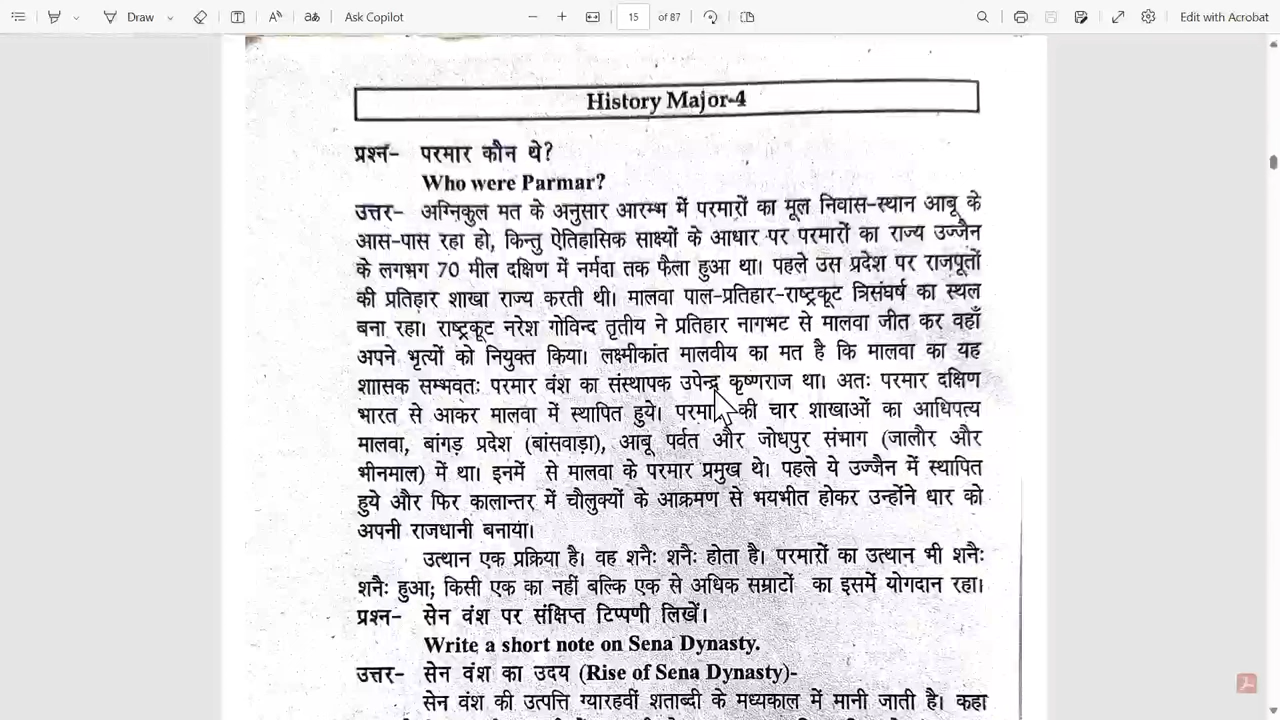 Draw
Ask Copilot
15 of 87
Edit with Acrobat
History Major-4
प्रश्न- परमार कौन थे?
Who were Parmar?
उत्तर- अग्निकुल मत के अनुसार आरम्भ में परमारों का मूल निवास-स्थान आबू के
आस-पास रहा हो, किन्तु ऐतिहासिक साक्ष्यों के आधार पर परमारों का राज्य उज्जैन
के लगभग 70 मील दक्षिण में नर्मदा तक फैला हुआ था। पहले उस प्रदेश पर राजपूतों
की प्रतिहार शाखा राज्य करती थी। मालवा पाल-प्रतिहार-राष्ट्रकूट त्रिसंघर्ष का स्थल
बना रहा। राष्ट्रकूट नरेश गोविन्द तृतीय ने प्रतिहार नागभट से मालवा जीत कर वहाँ
अपने भृत्यों को नियुक्त किया। लक्ष्मीकांत मालवीय का मत है कि मालवा का यह
शाासक सम्भवतः परमार वंश का संस्थापक उपेन्द्र कृष्णराज था। अतः परमार दक्षिण
भारत से आकर मालवा में स्थापित हुये। की चार शाखाओं का आधिपत्य
मालवा, बांगड़ प्रदेश (बांसवाड़ा), आबू पर्वत और जोधपुर संभाग (जालौर और
भीनमाल) में था। इनमें से मालवा के परमार प्रमुख थे। पहले ये उज्जैन में स्थापित
हुये और फिर कालान्तर में चौलुक्यों के आक्रमण से भयभीत होकर उन्होंने धार को
अपनी राजधानी बनाया।
उत्थान एक प्रक्रिया है। वह शनैः शनैः होता है। परमारों का उत्थान भी शनैः
शनैः हुआ; किसी एक का नहीं बल्कि एक से अधिक सम्राटों का इसमें योगदान रहा।
प्रश्न- सेन वंश पर संक्षिप्त टिप्पणी लिखें।
Write a short note on Sena Dynasty.
उत्तर- सेन वंश का उदय (Rise of Sena Dynasty)-
सेन वंश की उत्पत्ति ग्यारहवीं शताब्दी के मध्यकाल में मानी जाती है। कहा